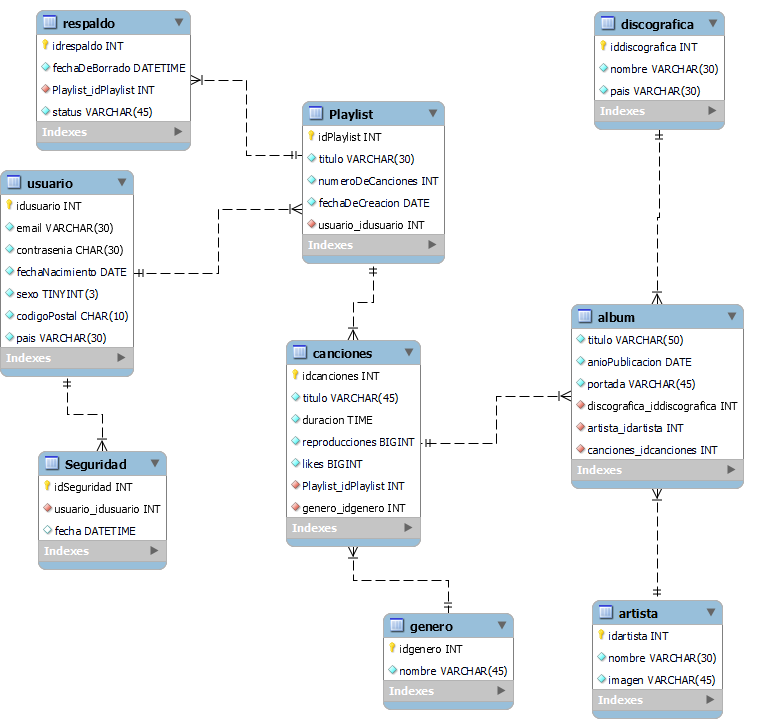 respaldo
idrespaldo INT
fechaDeBorrado DATETIME
Playlist_idPlaylist INT
status VARCHAR(45)
Indexes
discografica
iddiscografica INT
nombre VARCHAR(30)
pais VARCHAR(30)
Indexes
Playlist
idPlaylist INT
titulo VARCHAR(30)
numeroDeCanciones INT
fechaDeCreacion DATE
usuario_idusuario INT
Indexes
usuario
idusuario INT
email VARCHAR(30)
contrasenia CHAR(30)
fechaNacimiento DATE
sexo TINYINT(3)
codigoPostal CHAR(10)
pais VARCHAR(30)
Indexes
album
titulo VARCHAR(50)
anioPublicacion DATE
portada VARCHAR(45)
discografica_iddiscografica INT
artista_idartista INT
canciones_idcanciones INT
Indexes
canciones
idcanciones INT
titulo VARCHAR(45)
duracion TIME
reproducciones BIGINT
likes BIGINT
Playlist_idPlaylist INT
genero_idgenero INT
Indexes
Seguridad
idSeguridad INT
usuario_idusuario INT
fecha DATETIME
Indexes
genero
idgenero INT
nombre VARCHAR(45)
Indexes
artista
idartista INT
nombre VARCHAR(30)
imagen VARCHAR(45)
Indexes